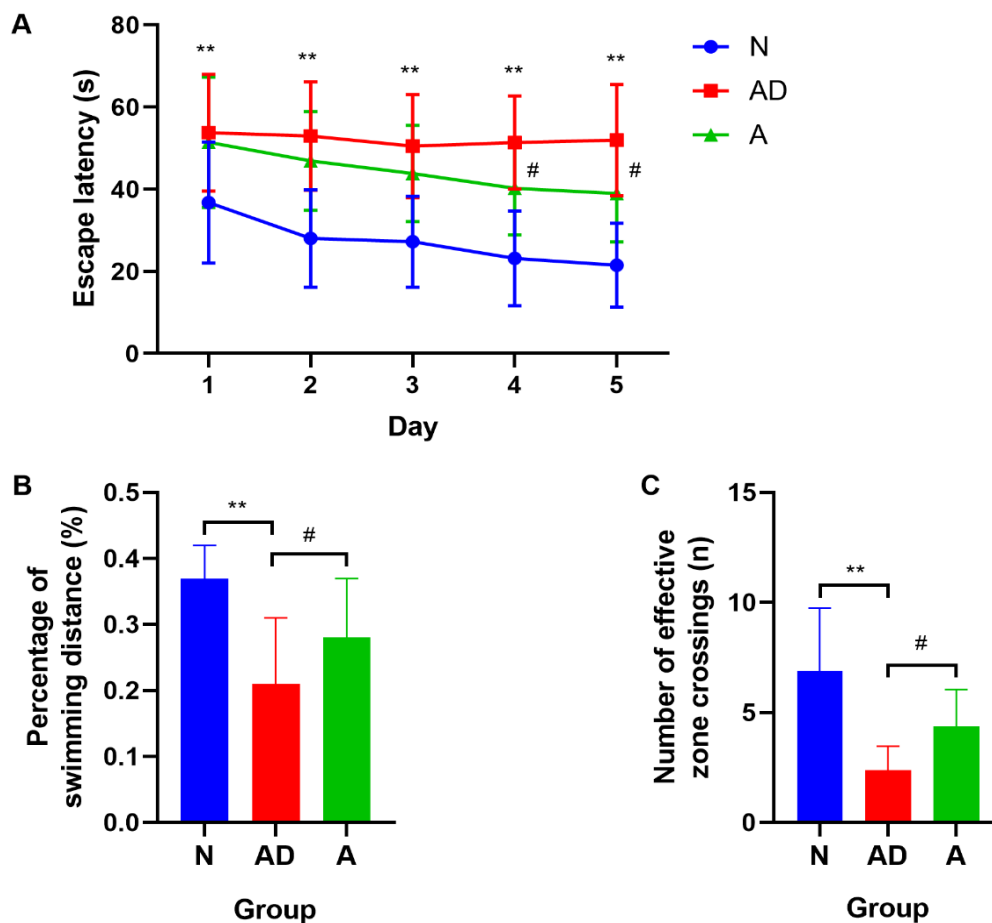 A
Escape latency (s)
80
60
40
20
0
**
**
**
**
**
#
#
1
2
3
4
5
Day
N
AD
A
B
Percentage of
swimming distance (%)
0.5
0.4
0.3
0.2
0.1
0.0
**
#
N
AD
A
Group
C
Number of effective
zone crossings (n)
15
10
5
0
**
#
N
AD
A
Group